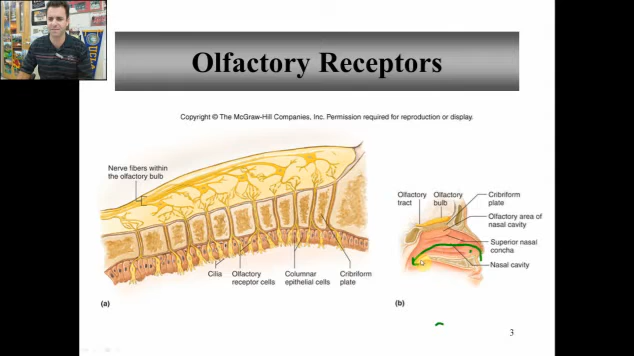 UCLA
Olfactory Receptors
Copyright © The McGraw-Hill Companies, Inc. Permission required for reproduction or display.
Nerve fibers within
the olfactory bulb
Cilia
Olfactory
receptor cells
Columnar
epithelial cells
Cribriform
plate
(a)
Olfactory
tract
Olfactory
bulb
Cribriform
plate
Olfactory area of
nasal cavity
Superior nasal
concha
Nasal cavity
(b)
3